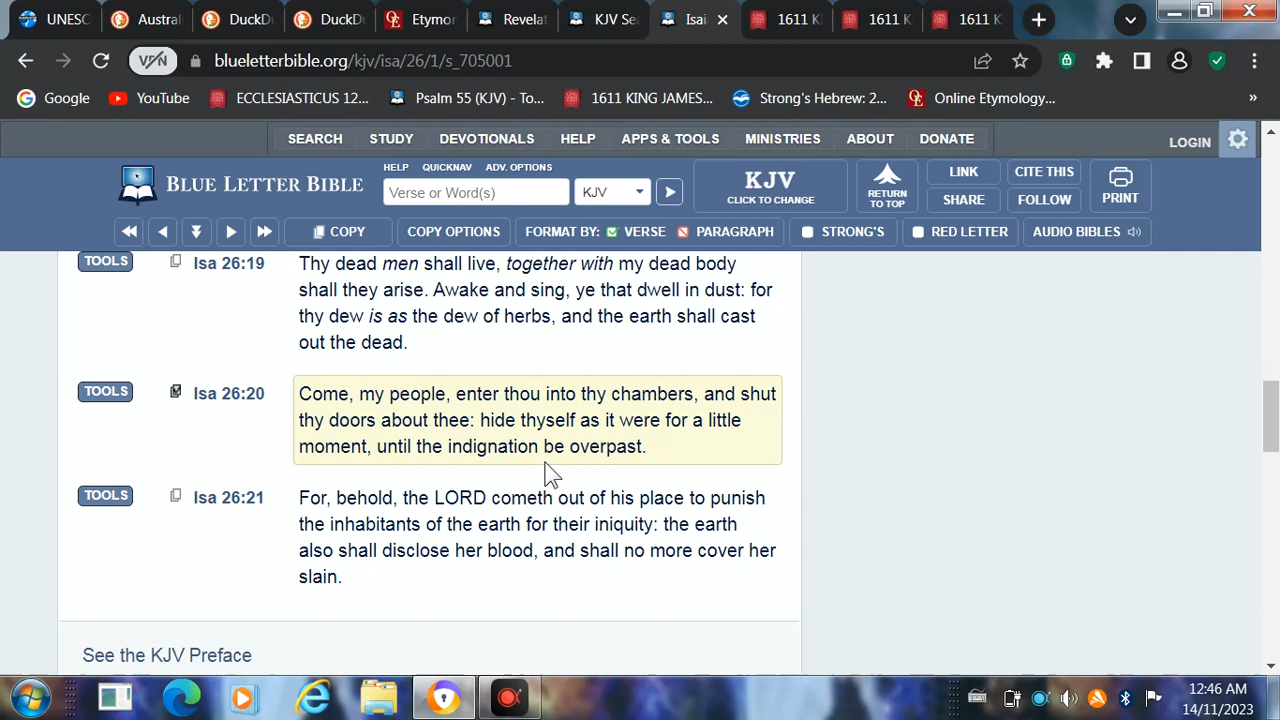 UNESC
Austral
DuckD
DuckDu
Etymo
Revelat
KJV Se
Isai
1611 KI
1611 K
1611 K
VPN
blueletterbible.org/kjv/isa/26/1/s_705001
Google
YouTube
ECCLESIASTICUS 12...
Psalm 55 (KJV) - To...
1611 KING JAMES...
Strong's Hebrew: 2...
Online Etymology...
»
SEARCH
STUDY
DEVOTIONALS
HELP
APPS & TOOLS
MINISTRIES
ABOUT
DONATE
LOGIN
BLUE LETTER BIBLE
HELP
QUICKNAV
ADV. OPTIONS
Verse or Word(s)
KJV
KJV
CLICK TO CHANGE
RETURN
TO TOP
LINK
CITE THIS
SHARE
FOLLOW
PRINT
COPY
COPY OPTIONS
FORMAT BY:
VERSE
PARAGRAPH
STRONG'S
RED LETTER
AUDIO BIBLES
TOOLS
Isa 26:19
Thy dead men shall live, together with my dead body
shall they arise. Awake and sing, ye that dwell in dust: for
thy dew is as the dew of herbs, and the earth shall cast
out the dead.
TOOLS
Isa 26:20
Come, my people, enter thou into thy chambers, and shut
thy doors about thee: hide thyself as it were for a little
moment, until the indignation be overpast.
TOOLS
Isa 26:21
For, behold, the LORD cometh out of his place to punish
the inhabitants of the earth for their iniquity: the earth
also shall disclose her blood, and shall no more cover her
slain.
See the KJV Preface
12:46 AM
14/11/2023